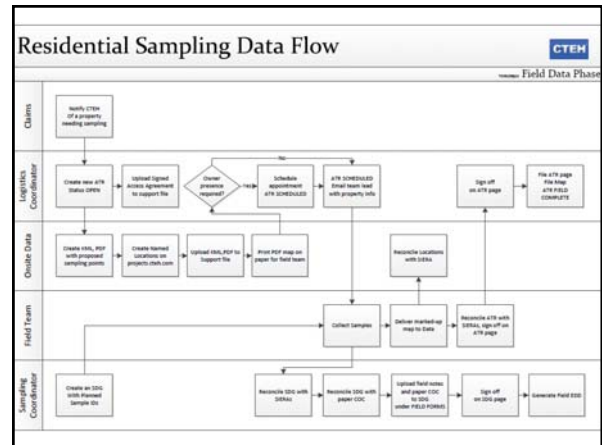 Residential Sampling Data Flow
CTEH
Field Data Phase
Claims
Notify CTEH
Of a property
needing sampling
Logistics
Coordinator
Create new ATR
Status OPEN
Upload Signed
Access Agreement
to support file
Owner
presence
required?
No
Yes
Schedule
appointment
ATR SCHEDULED
ATR SCHEDULED
Email team lead
with property info
Sign off
on ATR page
File ATR page
File Map
ATR FIELD
COMPLETE
Onsite Data
Create KML, PDF
with proposed
sampling points
Create Named
Locations on
projects.cteh.com
Upload KML,PDF to
Support file
Print PDF map on
paper for field team
Reconcile Locations
with SIERA
Field Team
Collect Samples
Deliver marked-up
map to Data
Reconcile ATR with
SIERAs, sign off on
ATR page
Sampling
Coordinator
Create an SDG
With Planned
Sample IDs
Reconcile SDG with
SIERAs
Reconcile SDG with
paper COC
Upload field notes
and paper COC
to SDG
under FIELD FORMS
Sign off
on SDG page
Generate Field EDD